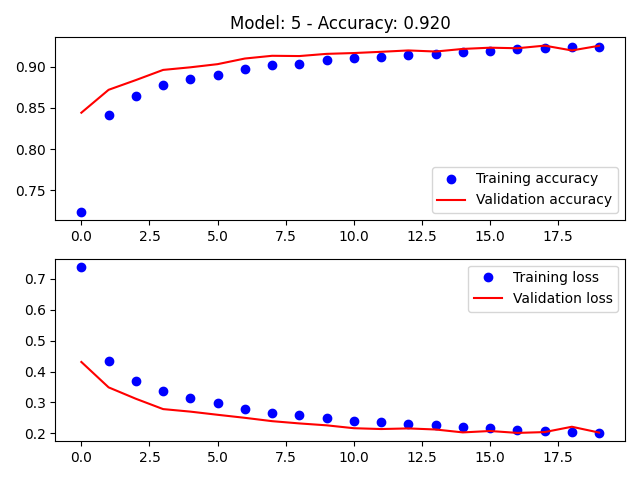 Model: 5 - Accuracy: 0.920
0.90
0.85
0.80
0.75
Training accuracy
Validation accuracy
0.0 2.5 5.0 7.5 10.0 12.5 15.0 17.5
0.7
0.6
0.5
0.4
0.3
0.2
Training loss
Validation loss
0.0 2.5 5.0 7.5 10.0 12.5 15.0 17.5